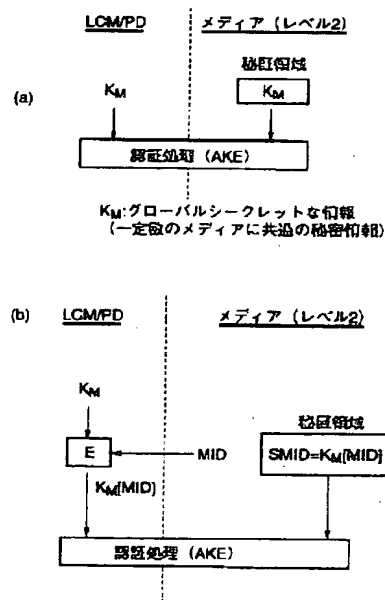 LCM/PD メディア(レベル2)
秘匿領域
(a) KM KM
認証処理(AKE)
KM:グローバルシークレットな情報
(一定数のメディアに共通の秘密情報)
(b) LCM/PD メディア(レベル2)
KM
秘匿領域
E MID SMID=KM[MID]
KM[MID]
認証処理(AKE)